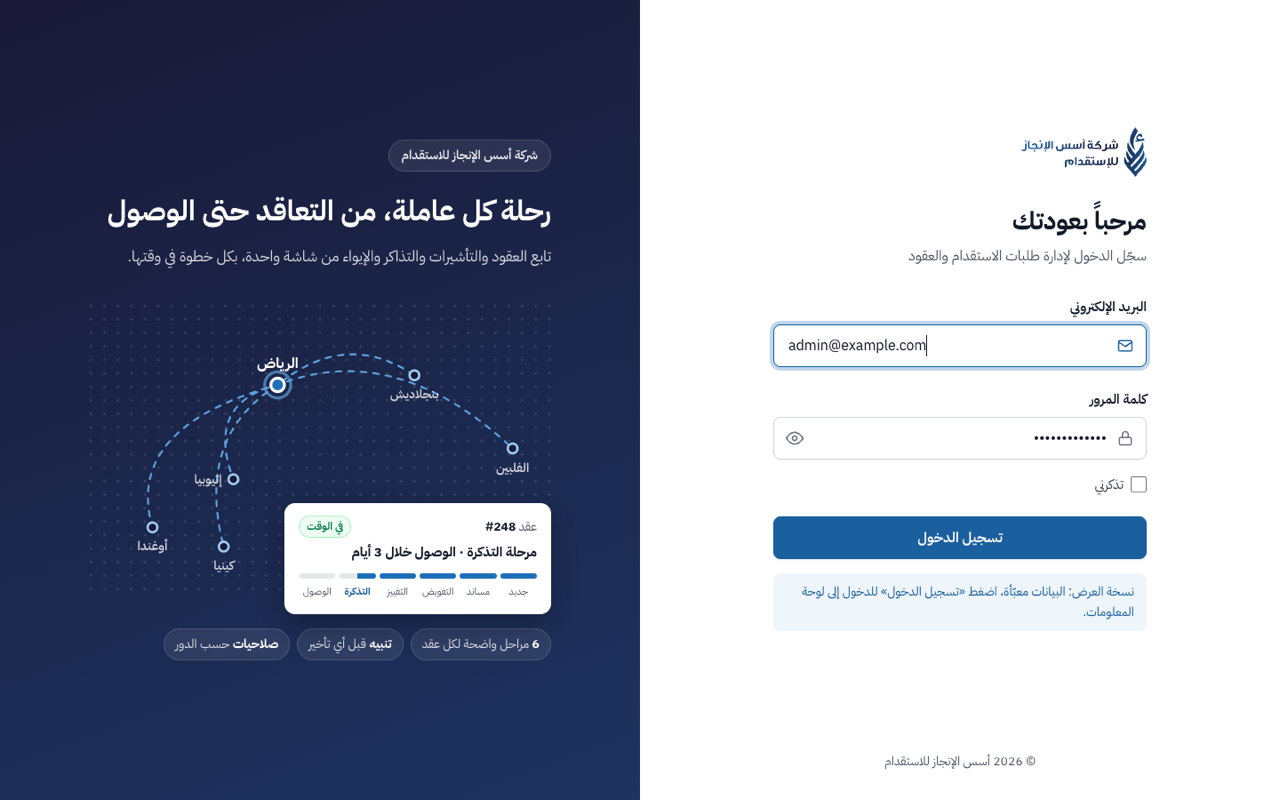 شركة أسس الإنجاز
للإستقدام
مرحباً بعودتك
سجّل الدخول لإدارة طلبات الاستقدام والعقود
البريد الإلكتروني
admin@example.com
كلمة المرور
•••••••••••••
تذكرني
تسجيل الدخول
نسخة العرض: البيانات معبّأة، اضغط «تسجيل الدخول» للدخول إلى لوحة
المعلومات.
© 2026 أسس الإنجاز للاستقدام
شركة أسس الإنجاز للاستقدام
رحلة كل عاملة، من التعاقد حتى الوصول
تابع العقود والتأشيرات والتذاكر والإيواء من شاشة واحدة، بكل خطوة في وقتها.
الرياض
بنجلاديش
الفلبين
إثيوبيا
أوغندا
كينيا
عقد #248
في الوقت
مرحلة التذكرة · الوصول خلال 3 أيام
جديد مساند التفويض التفييز التذكرة الوصول
6 مراحل واضحة لكل عقد
تنبيه قبل أي تأخير
صلاحيات حسب الدور